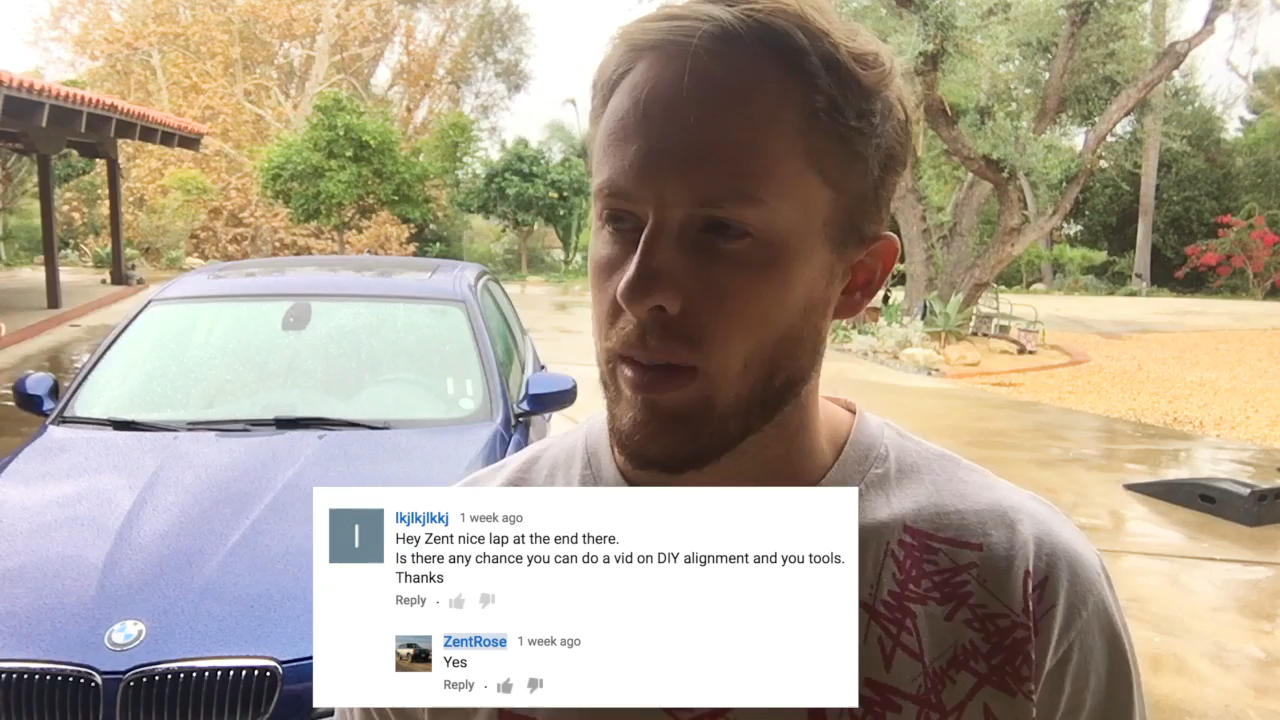 I
lkjlkjlkkj 1 week ago
Hey Zent nice lap at the end there.
Is there any chance you can do a vid on DIY alignment and you tools.
Thanks
Reply
ZentRose 1 week ago
Yes
Reply